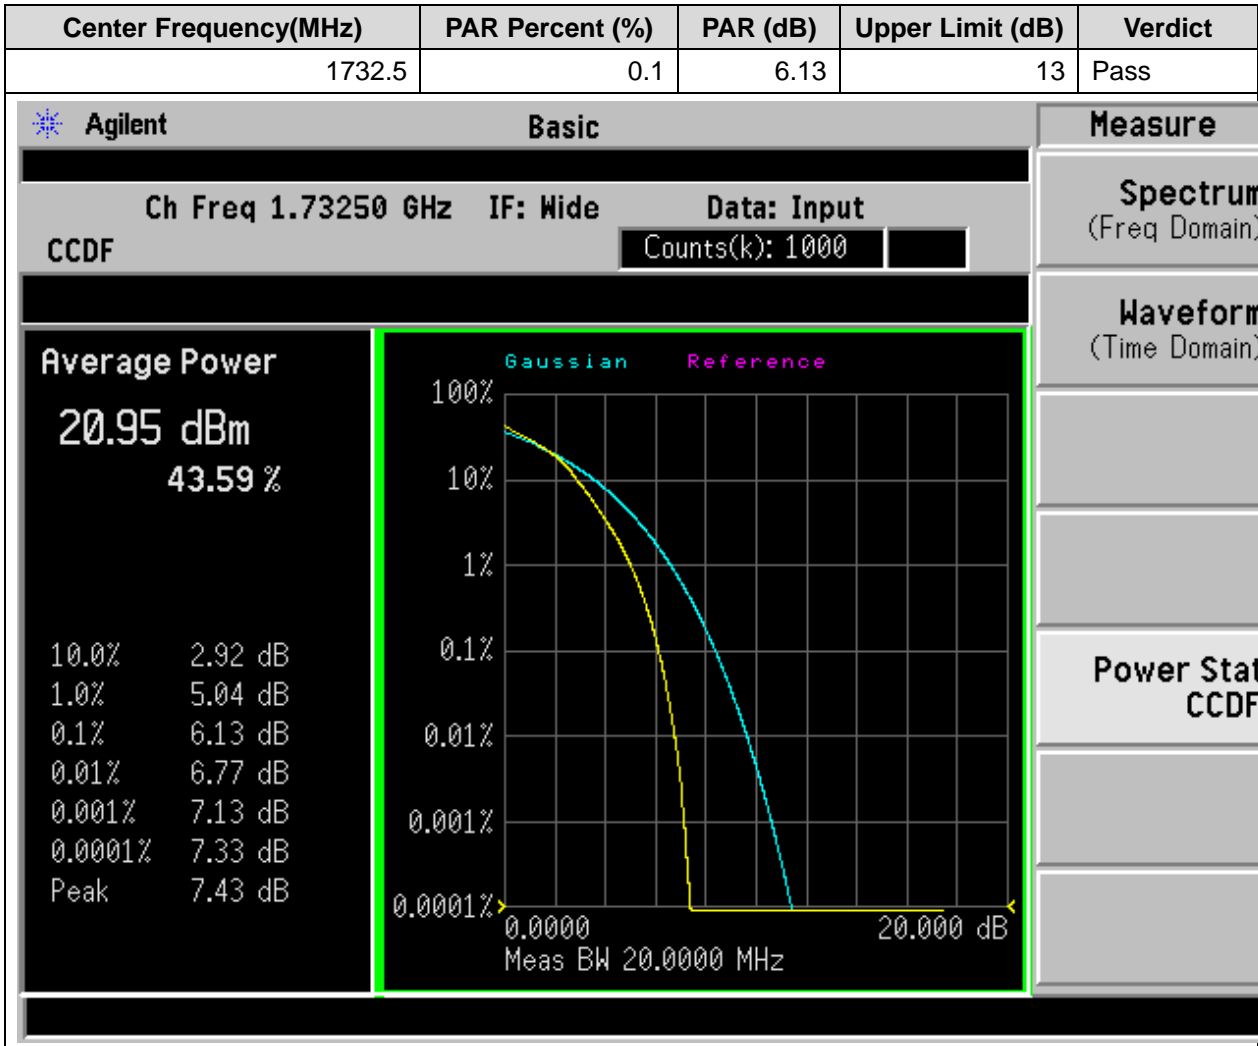 Center Frequency(MHz) PAR Percent (%) PAR (dB) Upper Limit (dB) Verdict
1732.5 0.1 6.13 13 Pass
Agilent Basic Measure
Ch Freq 1.73250 GHz IF: Wide Data: Input
CCDF Counts(k): 1000
Spectrum
(Freq Domain)
Waveform
(Time Domain)
Power Stat
CCDF
Average Power
20.95 dBm
43.59 %
10.0% 2.92 dB
1.0% 5.04 dB
0.1% 6.13 dB
0.01% 6.77 dB
0.001% 7.13 dB
0.0001% 7.33 dB
Peak 7.43 dB
Gaussian Reference
100%
10%
1%
0.1%
0.01%
0.001%
0.0001%
0.0000 20.000 dB
Meas BW 20.0000 MHz